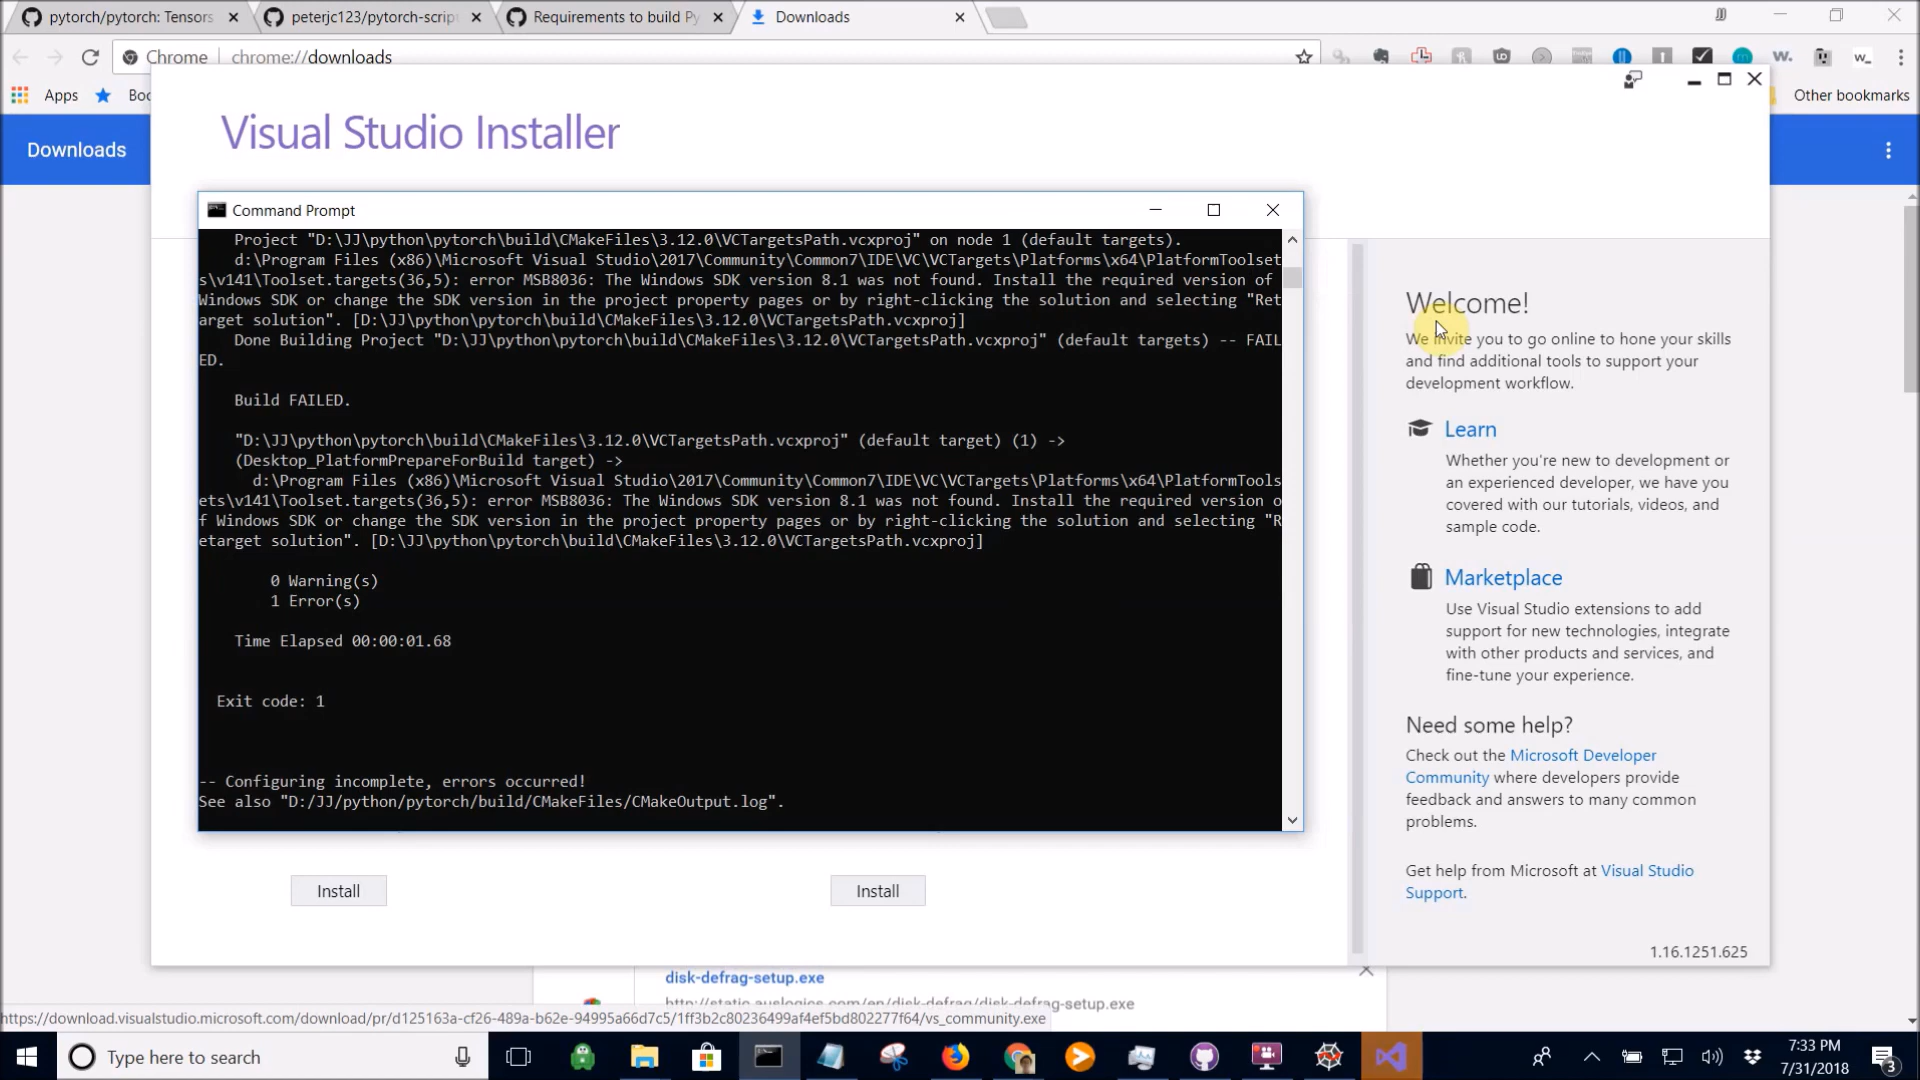 pytorch/pytorch: Tensors
peterjc123/pytorch-scrip
Requirements to build Py
Downloads
Chrome
chrome://downloads
Apps
Boo
Other bookmarks
Downloads
Visual Studio Installer
Command Prompt
Project "D:\JJ\python\pytorch\build\CMakeFiles\3.12.0\VCTargetsPath.vcxproj" on node 1 (default targets).
d:\Program Files (x86)\Microsoft Visual Studio\2017\Community\Common7\IDE\VC\VCTargets\Platforms\x64\PlatformToolset
s\v141\Toolset.targets(36,5): error MSB8036: The Windows SDK version 8.1 was not found. Install the required version of
Windows SDK or change the SDK version in the project property pages or by right-clicking the solution and selecting "Ret
arget solution". [D:\JJ\python\pytorch\build\CMakeFiles\3.12.0\VCTargetsPath.vcxproj]
Done Building Project "D:\JJ\python\pytorch\build\CMakeFiles\3.12.0\VCTargetsPath.vcxproj" (default targets) -- FAIL
ED.
Build FAILED.
"D:\JJ\python\pytorch\build\CMakeFiles\3.12.0\VCTargetsPath.vcxproj" (default target) (1) ->
(Desktop_PlatformPrepareForBuild target) ->
d:\Program Files (x86)\Microsoft Visual Studio\2017\Community\Common7\IDE\VC\VCTargets\Platforms\x64\PlatformTools
ets\v141\Toolset.targets(36,5): error MSB8036: The Windows SDK version 8.1 was not found. Install the required version o
f Windows SDK or change the SDK version in the project property pages or by right-clicking the solution and selecting "R
etarget solution". [D:\JJ\python\pytorch\build\CMakeFiles\3.12.0\VCTargetsPath.vcxproj]
0 Warning(s)
1 Error(s)
Time Elapsed 00:00:01.68
Exit code: 1
-- Configuring incomplete, errors occurred!
See also "D:/JJ/python/pytorch/build/CMakeFiles/CMakeOutput.log".
Install
Install
Welcome!
We invite you to go online to hone your skills
and find additional tools to support your
development workflow.
Learn
Whether you're new to development or
an experienced developer, we have you
covered with our tutorials, videos, and
sample code.
Marketplace
Use Visual Studio extensions to add
support for new technologies, integrate
with other products and services, and
fine-tune your experience.
Need some help?
Check out the Microsoft Developer
Community where developers provide
feedback and answers to many common
problems.
Get help from Microsoft at Visual Studio
Support.
1.16.1251.625
disk-defrag-setup.exe
http://static.auslogics.com/en/disk-defrag/disk-defrag-setup.exe
https://download.visualstudio.microsoft.com/download/pr/d125163a-cf26-489a-b62e-94995a66d7c5/1ff3b2c80236499af4ef5bd802277f64/vs_community.exe
Type here to search
7:33 PM
7/31/2018
3